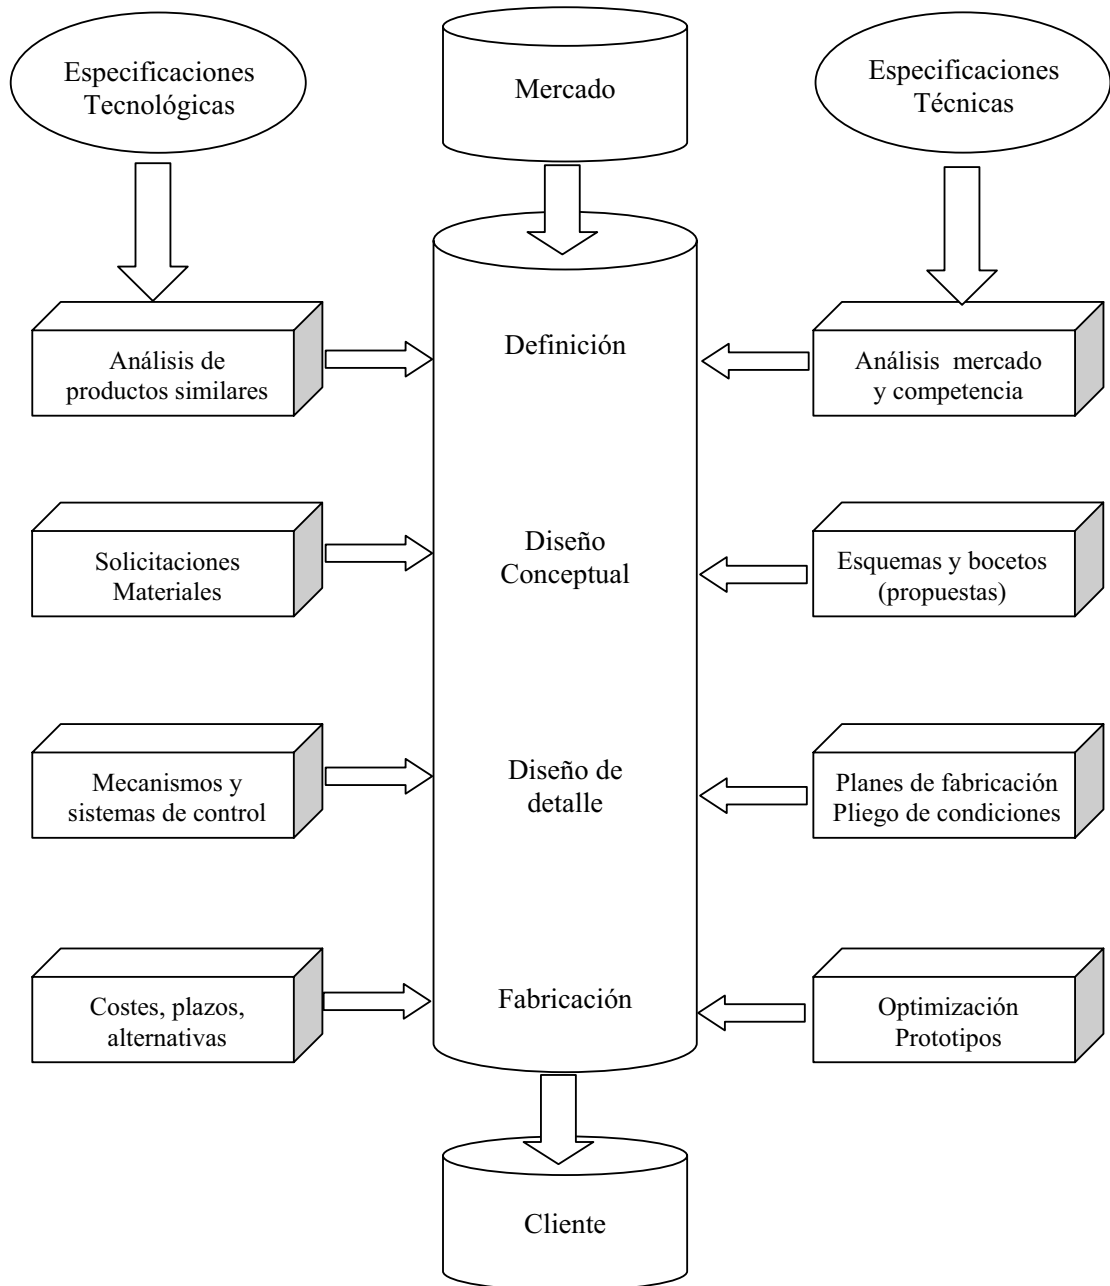 Especificaciones
Tecnológicas
Mercado
Especificaciones
Técnicas
Análisis de
productos similares
Definición
Análisis mercado
y competencia
Solicitaciones
Materiales
Diseño
Conceptual
Esquemas y bocetos
(propuestas)
Mecanismos y
sistemas de control
Diseño de
detalle
Planes de fabricación
Pliego de condiciones
Costes, plazos,
alternativas
Fabricación
Optimización
Prototipos
Cliente